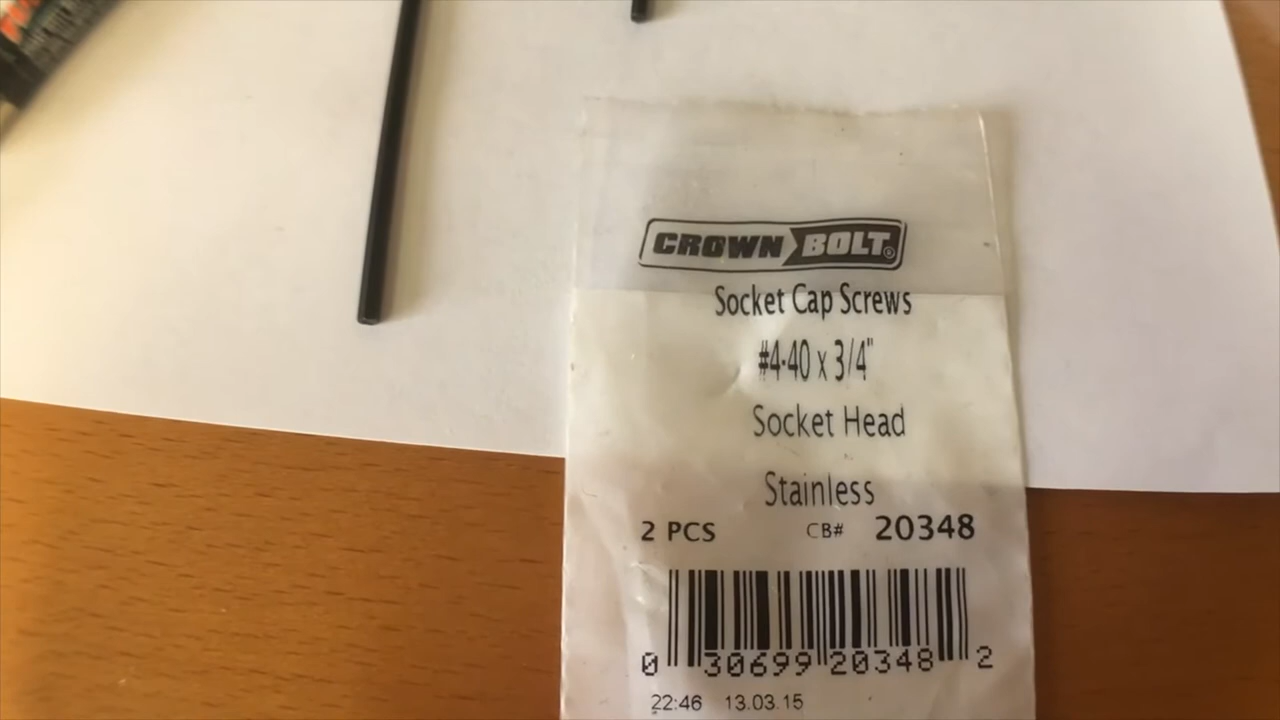 CROWN BOLT®
Socket Cap Screws
#4-40 x 3/4"
Socket Head
Stainless
2 PCS CB# 20348
0 30699 20348 2
22:46 13.03.15